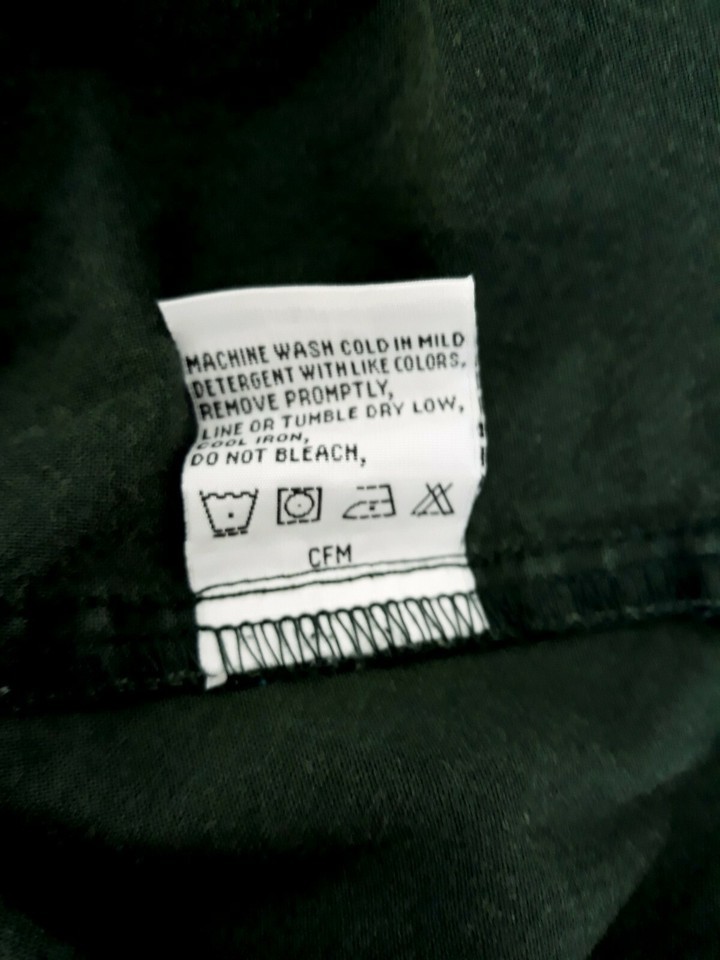 MACHINE WASH COLD IN MILD
DETERGENT WITH LIKE COLORS.
REMOVE PROMPTLY,
LINE OR TUMBLE DRY LOW,
COOL IRON,
DO NOT BLEACH,
CFM